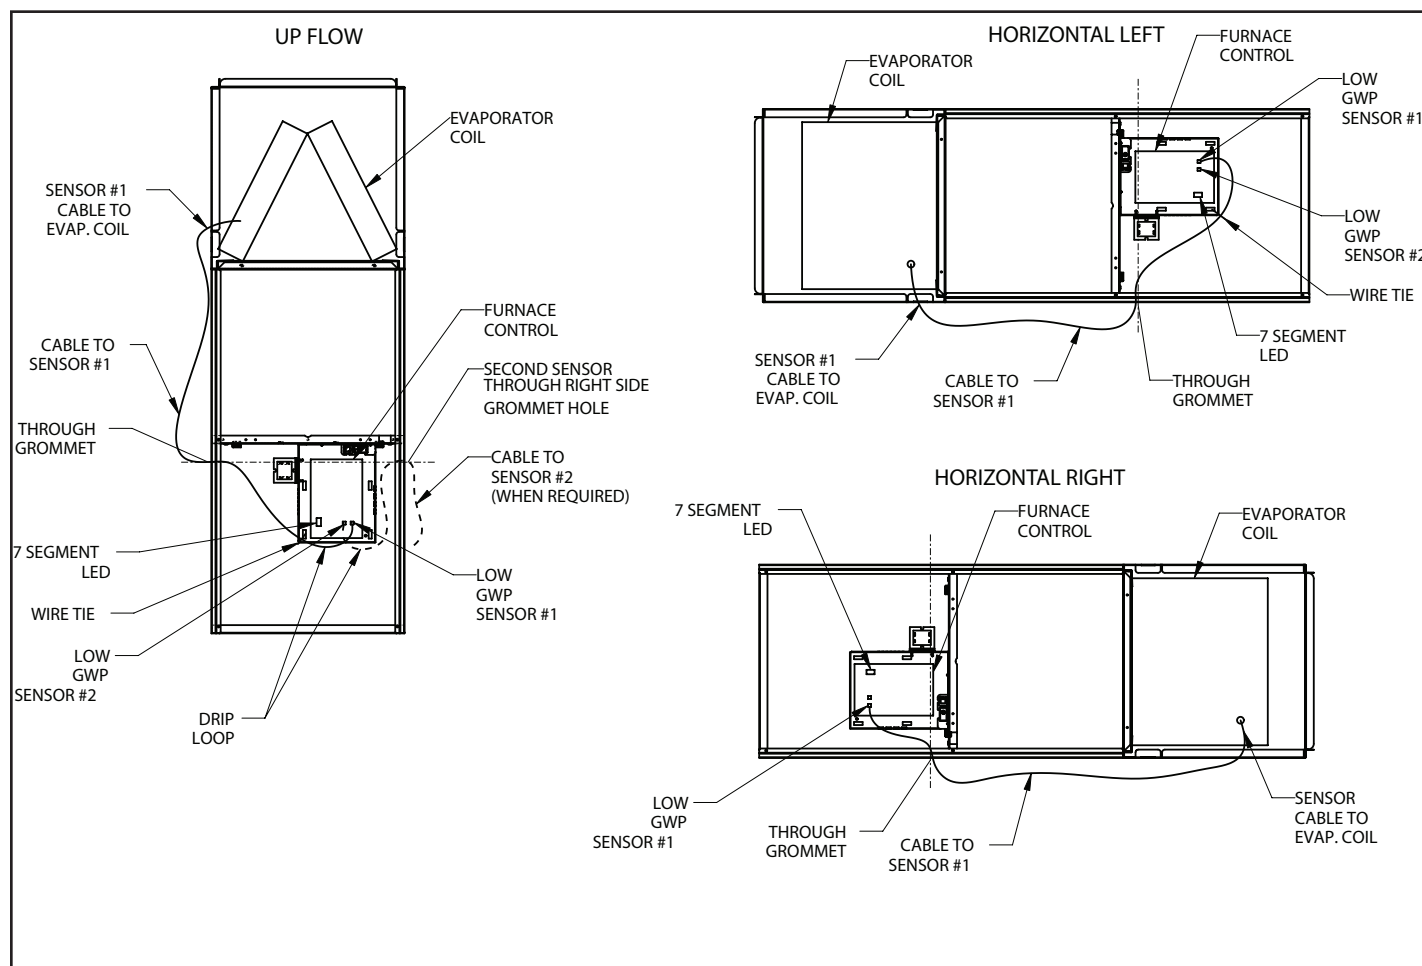 UP FLOW
EVAPORATOR
COIL
SENSOR #1
CABLE TO
EVAP. COIL
FURNACE
CONTROL
CABLE TO
SENSOR #1
SECOND SENSOR
THROUGH RIGHT SIDE
GROMMET HOLE
THROUGH
GROMMET
CABLE TO
SENSOR #2
(WHEN REQUIRED)
7 SEGMENT
LED
LOW
GWP
SENSOR #1
WIRE TIE
LOW
GWP
SENSOR #2
DRIP
LOOP
HORIZONTAL LEFT
FURNACE
CONTROL
EVAPORATOR
COIL
LOW
GWP
SENSOR #1
LOW
GWP
SENSOR #2
WIRE TIE
7 SEGMENT
LED
SENSOR #1
CABLE TO
EVAP. COIL
CABLE TO
SENSOR #1
THROUGH
GROMMET
HORIZONTAL RIGHT
7 SEGMENT
LED
FURNACE
CONTROL
EVAPORATOR
COIL
LOW
GWP
SENSOR #1
THROUGH
GROMMET
CABLE TO
SENSOR #1
SENSOR
CABLE TO
EVAP. COIL